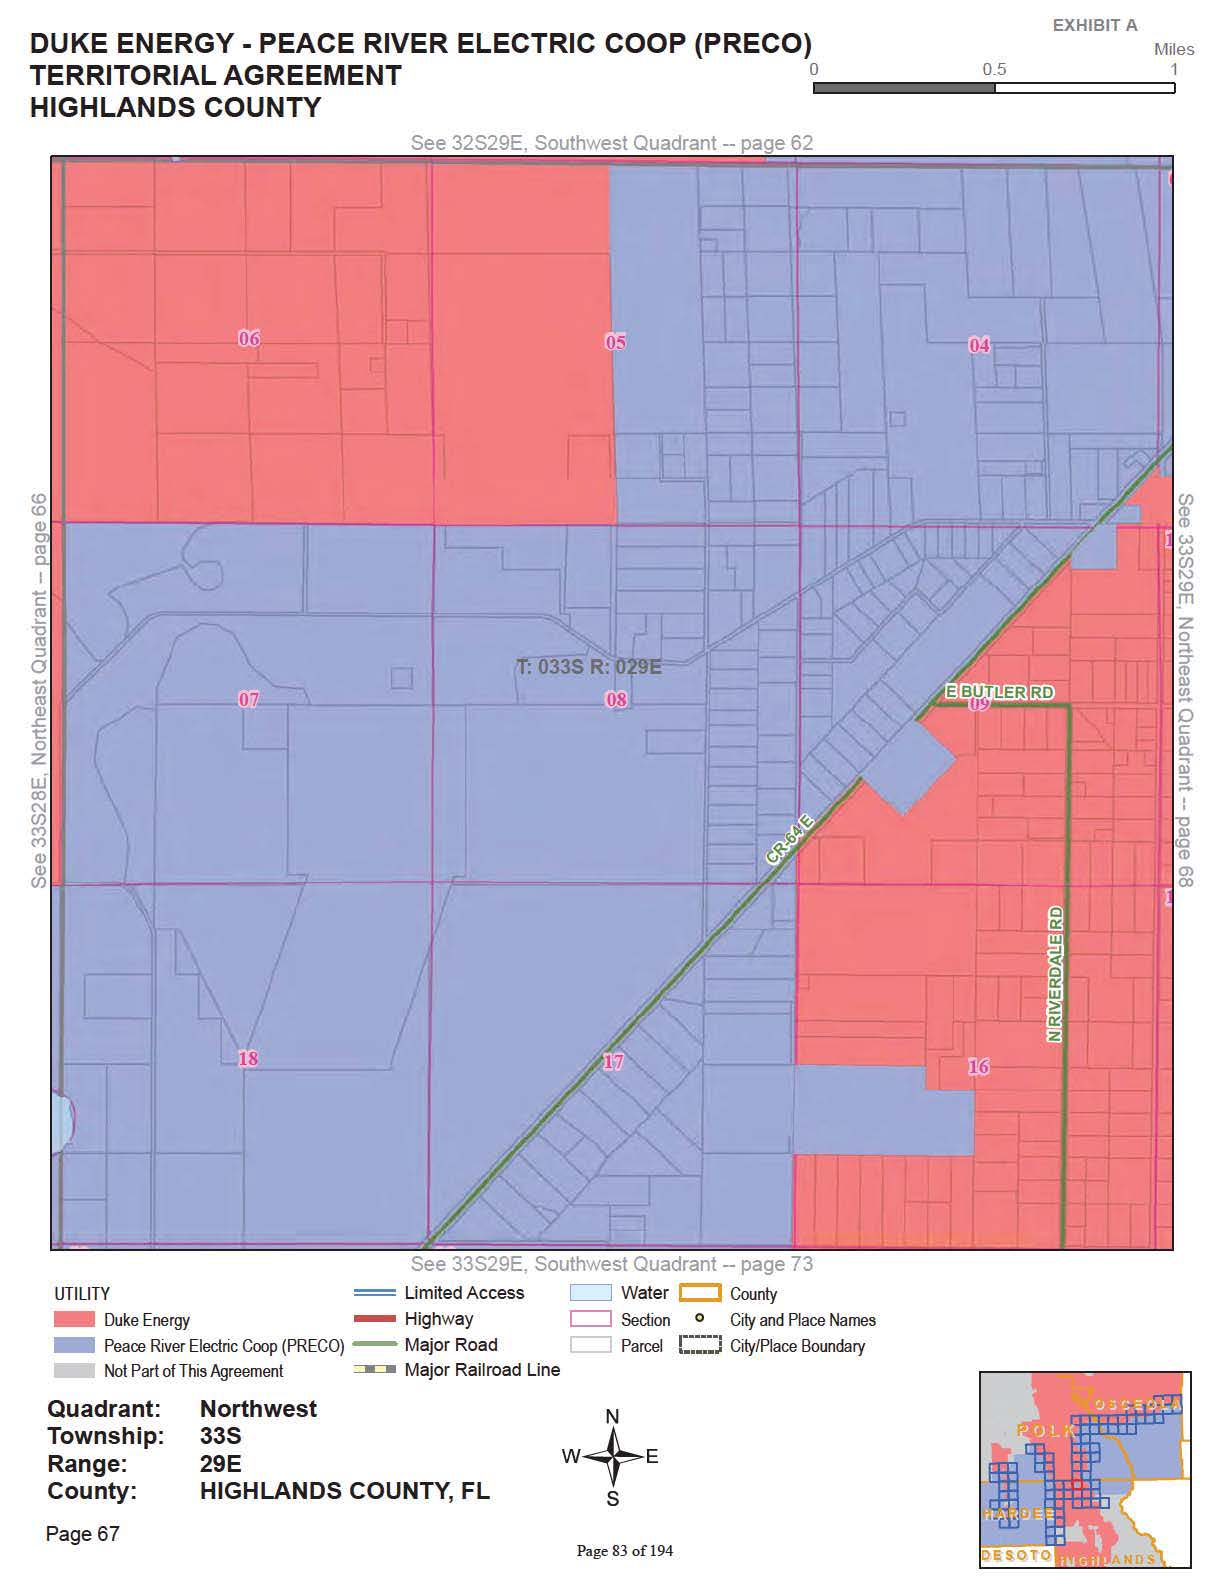 EXHIBIT A
DUKE ENERGY - PEACE RIVER ELECTRIC COOP (PRECO)
TERRITORIAL AGREEMENT
HIGHLANDS COUNTY
Miles
0 0.5 1
See 32S29E, Southwest Quadrant -- page 62
06
05
04
See 33S28E, Northeast Quadrant -- page 66
See 33S29E, Northeast Quadrant -- page 68
T: 033S R: 029E
07
08
E BUTLER RD
09
CR-64 E
N RIVERDALE RD
18
17
16
See 33S29E, Southwest Quadrant -- page 73
UTILITY
Duke Energy
Peace River Electric Coop (PRECO)
Not Part of This Agreement
Limited Access
Highway
Major Road
Major Railroad Line
Water
Section
Parcel
County
City and Place Names
City/Place Boundary
Quadrant: Northwest
Township: 33S
Range: 29E
County: HIGHLANDS COUNTY, FL
Page 67
N
W E
S
Page 83 of 194
OSCEOLA
POLK
HARDEE
DESOTO
HIGHLANDS